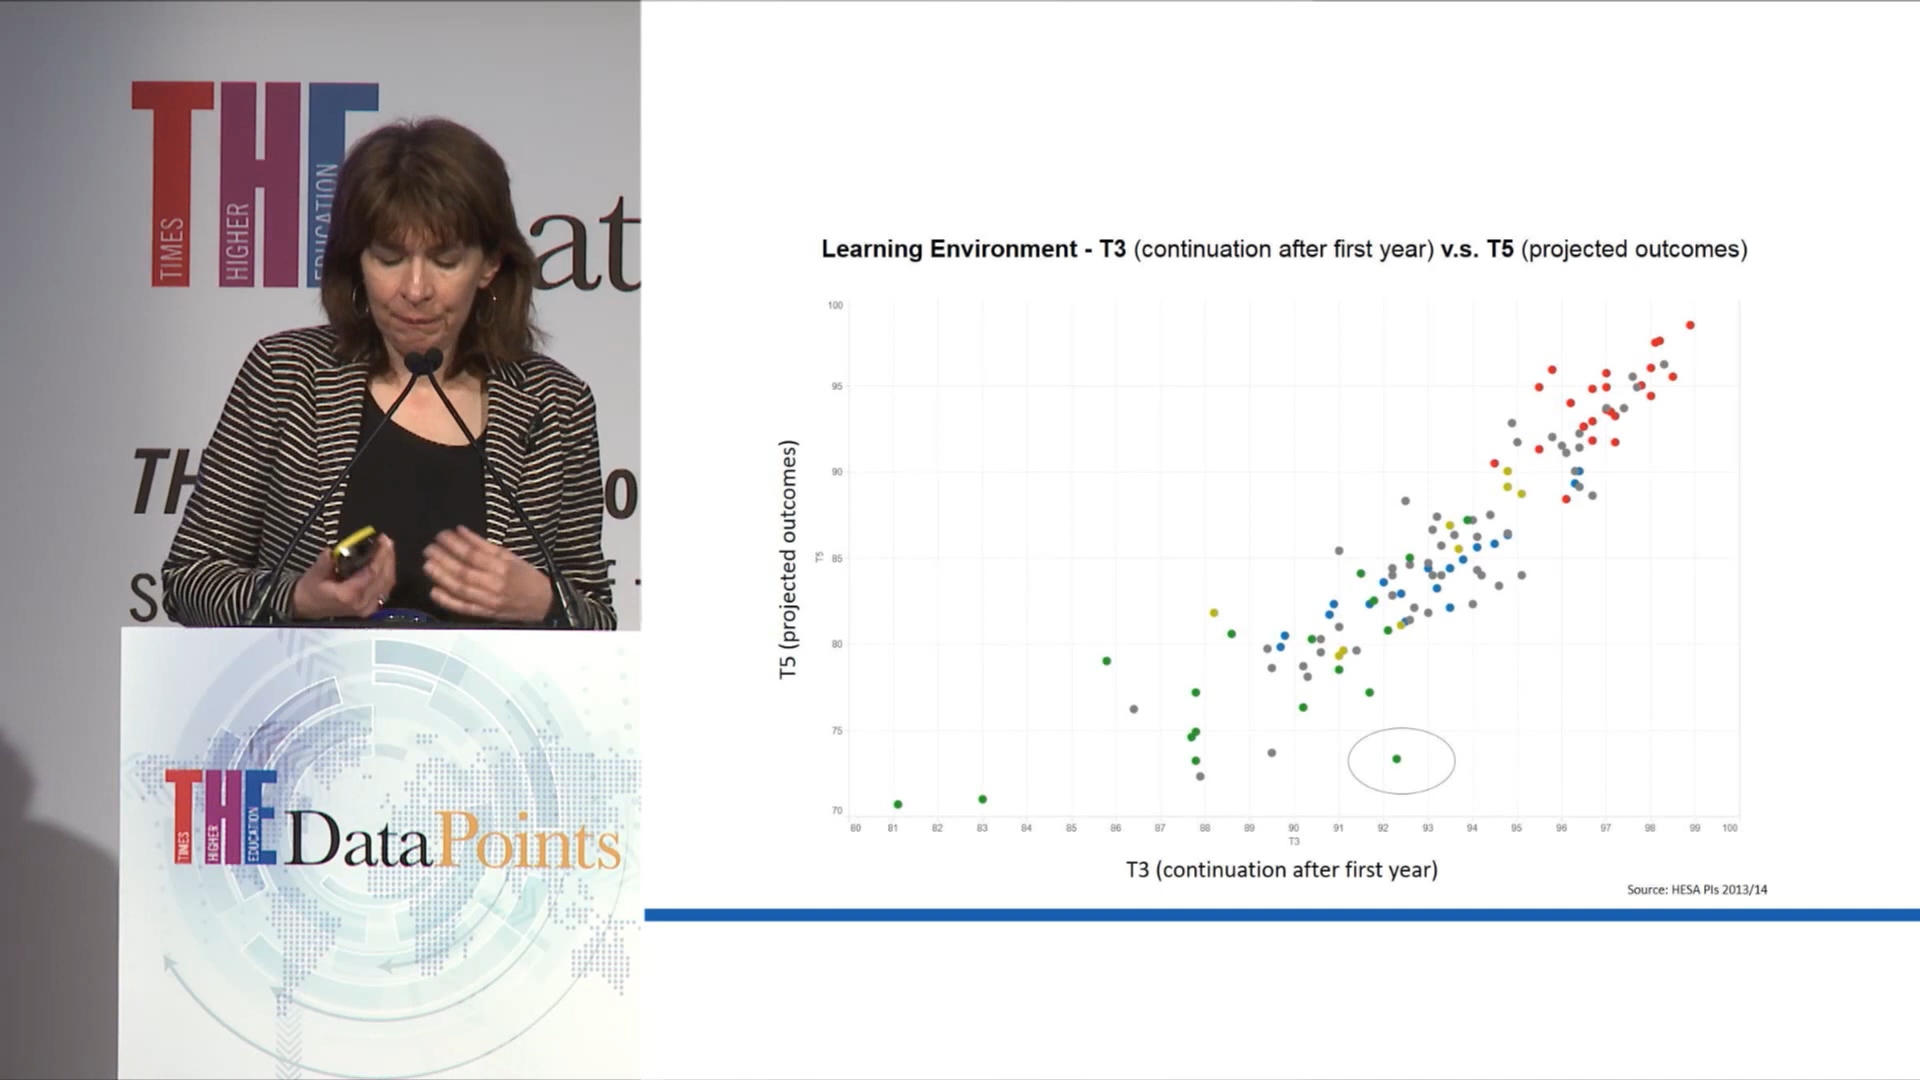 THE
TIMES
HIGHER
EDUCATION
at
TH
o
s
THE
TIMES
HIGHER
EDUCATION
DataPoints
Learning Environment - T3 (continuation after first year) v.s. T5 (projected outcomes)
T5 (projected outcomes)
T5
100
95
90
85
80
75
70
80 81 82 83 84 85 86 87 88 89 90 91 92 93 94 95 96 97 98 99 100
T3
T3 (continuation after first year)
Source: HESA PIs 2013/14